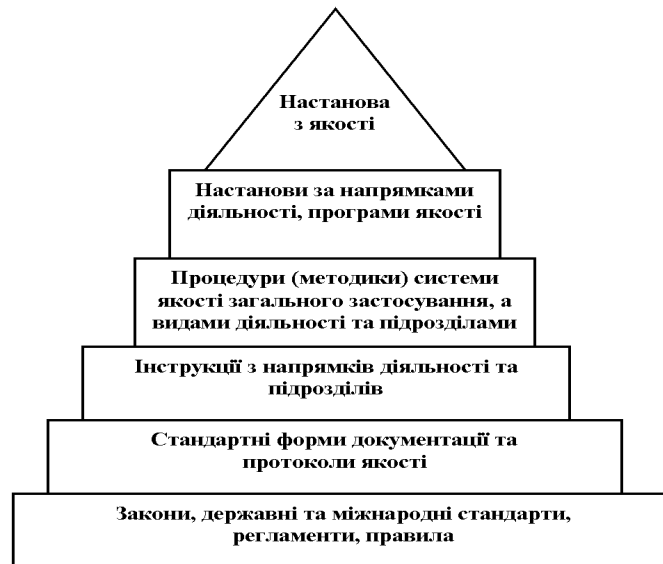 Настанова
з якості
Настанови за напрямками
діяльності, програми якості
Процедури (методики) системи
якості загального застосування, а
видами діяльності та підрозділами
Інструкції з напрямків діяльності та
підрозділів
Стандартні форми документації та
протоколи якості
Закони, державні та міжнародні стандарти,
регламенти, правила